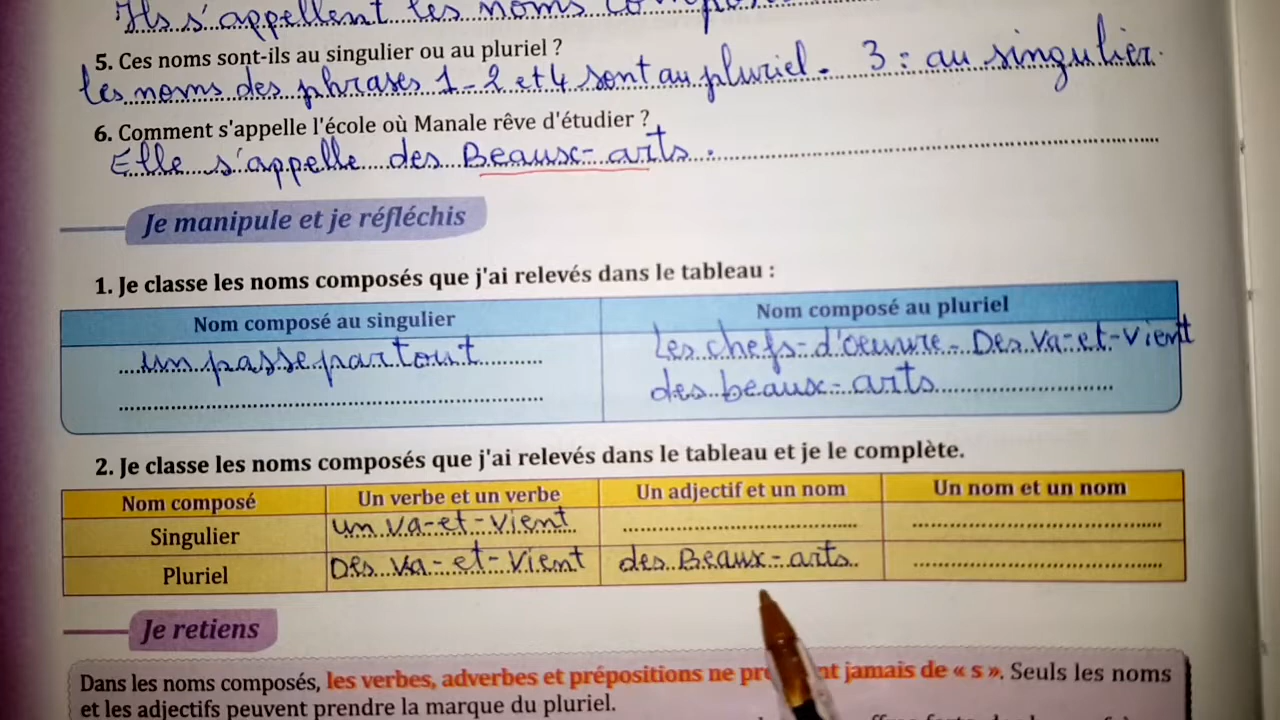 Ils s'appellent les noms
5. Ces noms sont-ils au singulier ou au pluriel ?
les noms des phrases 1-2 et 4 sont au pluriel. 3 : au singulier.
6. Comment s'appelle l'école où Manale rêve d'étudier ?
Elle s'appelle des Beaux-arts.
Je manipule et je réfléchis
1. Je classe les noms composés que j'ai relevés dans le tableau :
Nom composé au singulier Nom composé au pluriel
un passepartout Les chefs-d'oeuvre - Des va-et-vient
des beaux-arts
2. Je classe les noms composés que j'ai relevés dans le tableau et je le complète.
Nom composé Un verbe et un verbe Un adjectif et un nom Un nom et un nom
Singulier un va-et-vient
Pluriel Des va-et-vient des Beaux-arts
Je retiens
Dans les noms composés, les verbes, adverbes et prépositions ne jamais de « s ». Seuls les noms
et les adjectifs peuvent prendre la marque du pluriel.